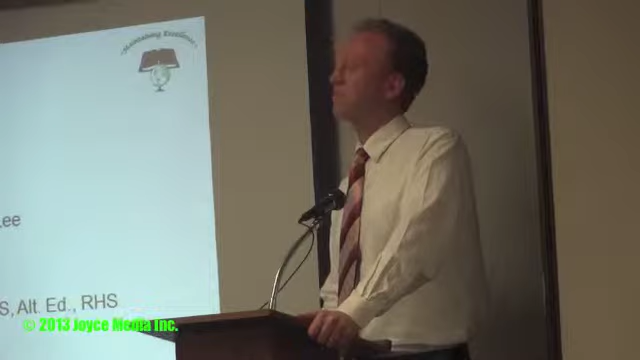 Maintaining Excellence
Lee
S, Alt. Ed., RHS
© 2013 Joyce Media Inc.